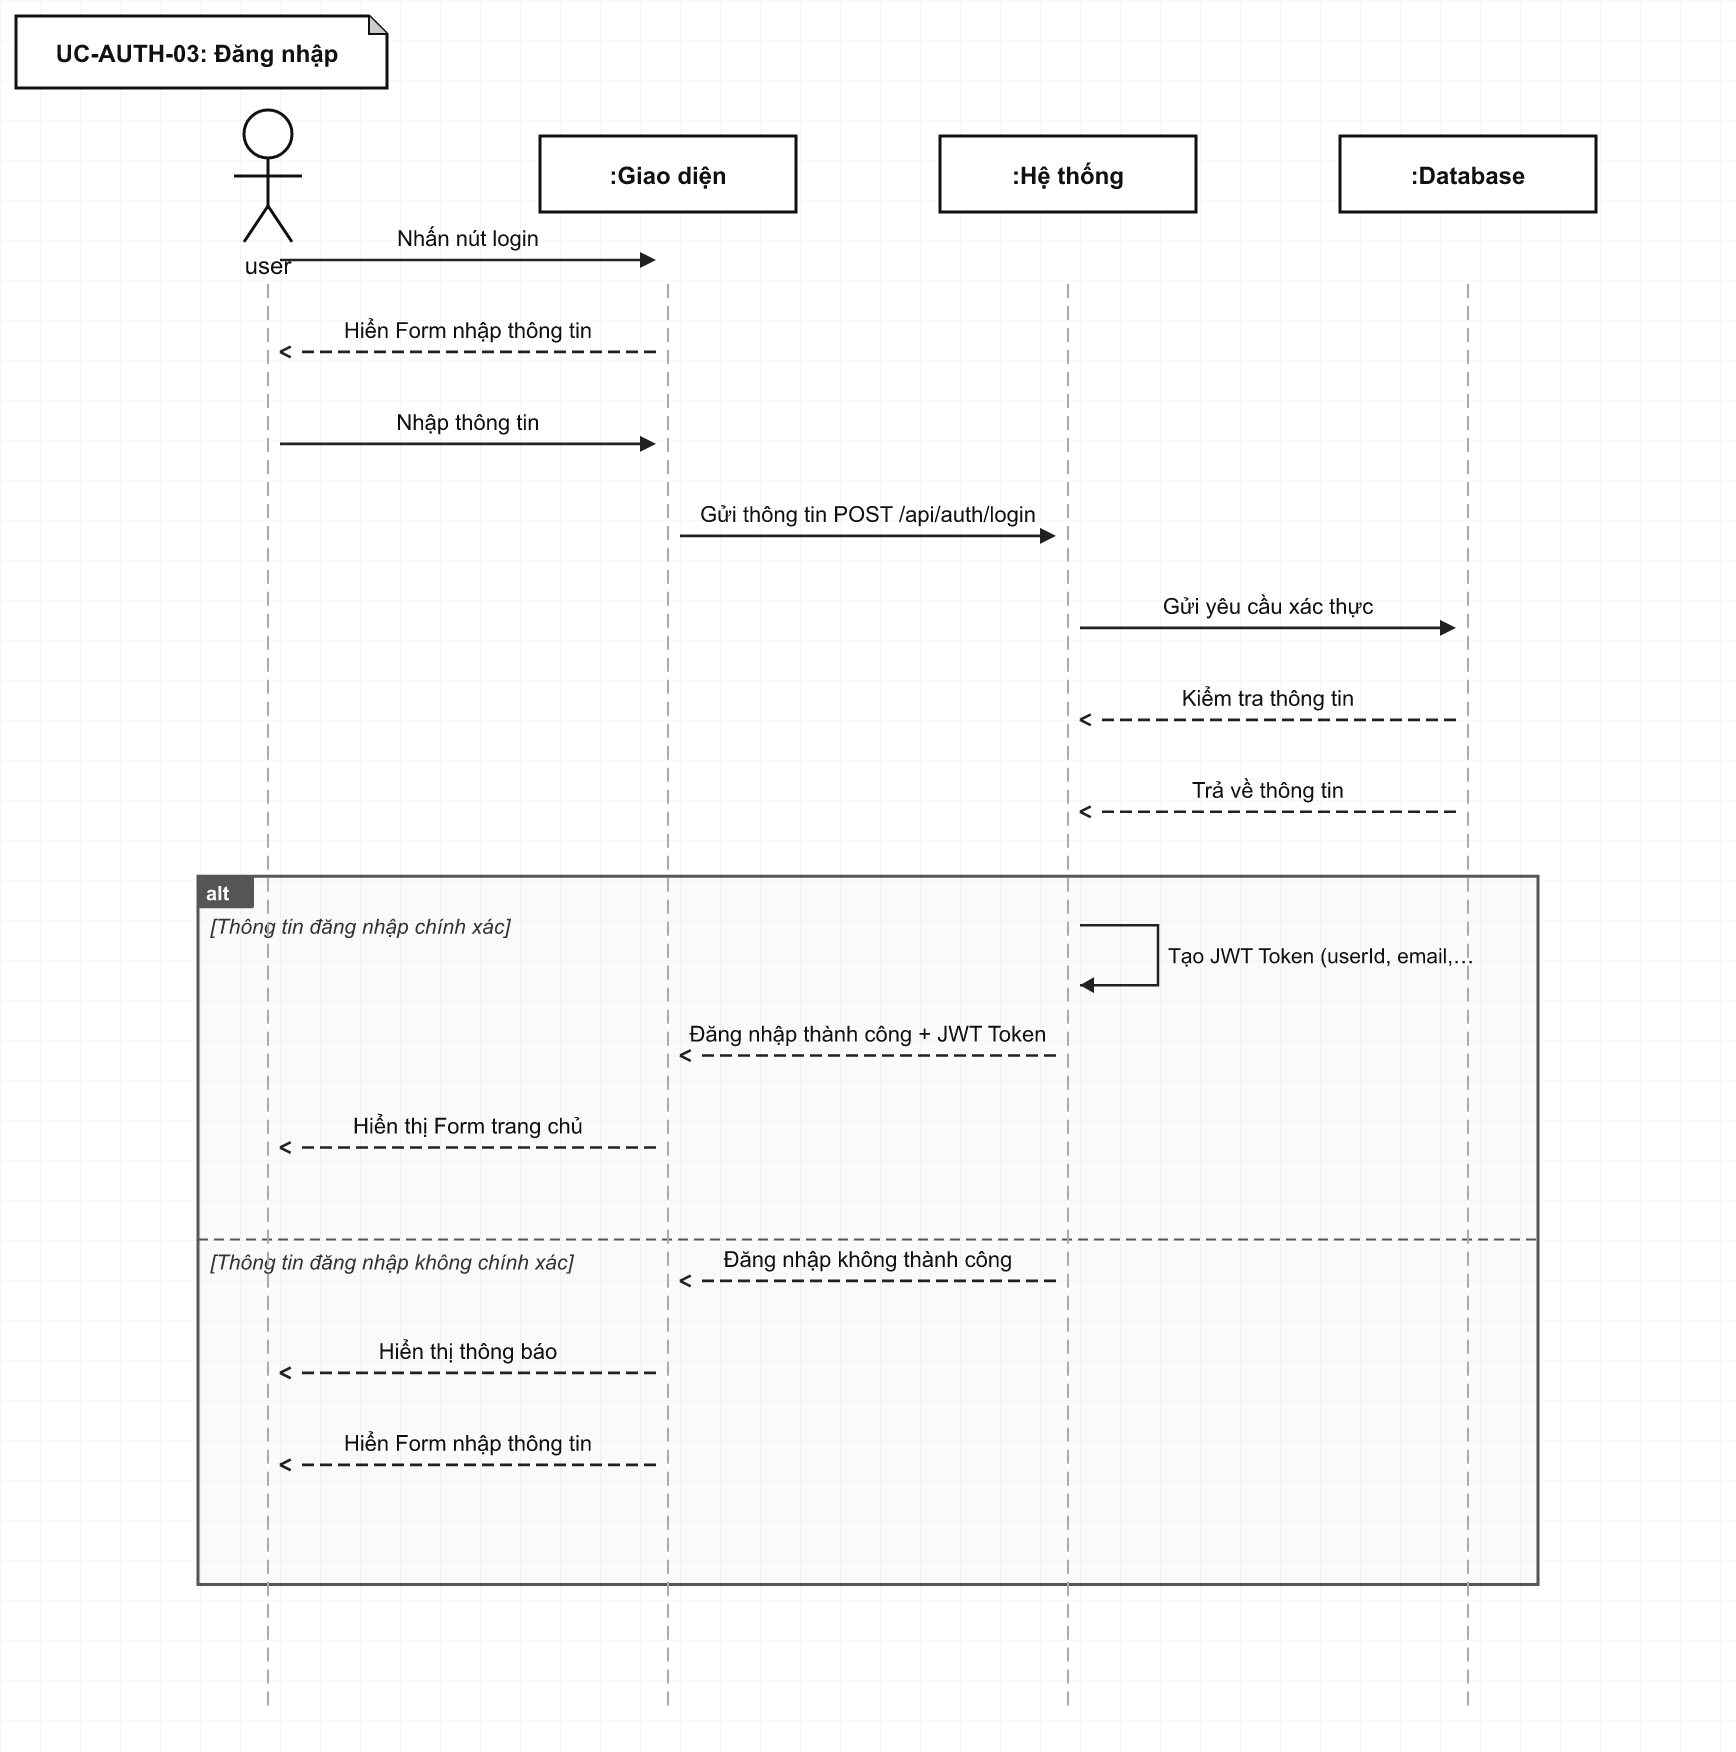 UC-AUTH-03: Đăng nhập
user
:Giao diện
:Hệ thống
:Database
Nhấn nút login
Hiển Form nhập thông tin
Nhập thông tin
Gửi thông tin POST /api/auth/login
Gửi yêu cầu xác thực
Kiểm tra thông tin
Trả về thông tin
alt
[Thông tin đăng nhập chính xác]
Tạo JWT Token (userId, email,…
Đăng nhập thành công + JWT Token
Hiển thị Form trang chủ
[Thông tin đăng nhập không chính xác]
Đăng nhập không thành công
Hiển thị thông báo
Hiển Form nhập thông tin